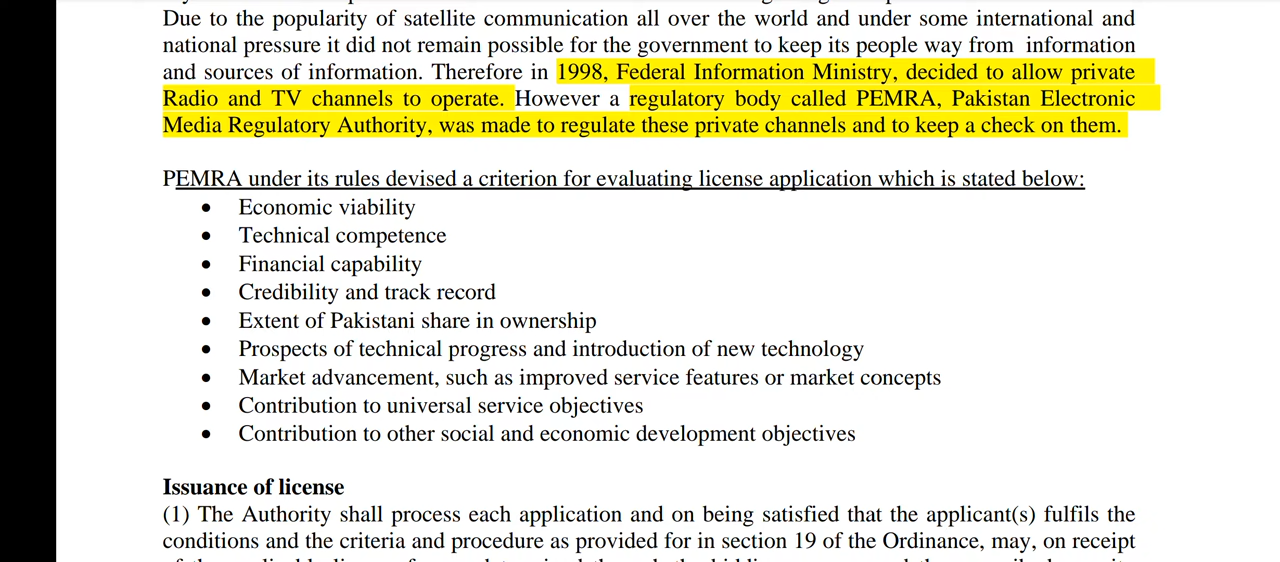 Due to the popularity of satellite communication all over the world and under some international and
national pressure it did not remain possible for the government to keep its people way from information
and sources of information. Therefore in 1998, Federal Information Ministry, decided to allow private
Radio and TV channels to operate. However a regulatory body called PEMRA, Pakistan Electronic
Media Regulatory Authority, was made to regulate these private channels and to keep a check on them.
PEMRA under its rules devised a criterion for evaluating license application which is stated below:
• Economic viability
• Technical competence
• Financial capability
• Credibility and track record
• Extent of Pakistani share in ownership
• Prospects of technical progress and introduction of new technology
• Market advancement, such as improved service features or market concepts
• Contribution to universal service objectives
• Contribution to other social and economic development objectives
Issuance of license
(1) The Authority shall process each application and on being satisfied that the applicant(s) fulfils the
conditions and the criteria and procedure as provided for in section 19 of the Ordinance, may, on receipt